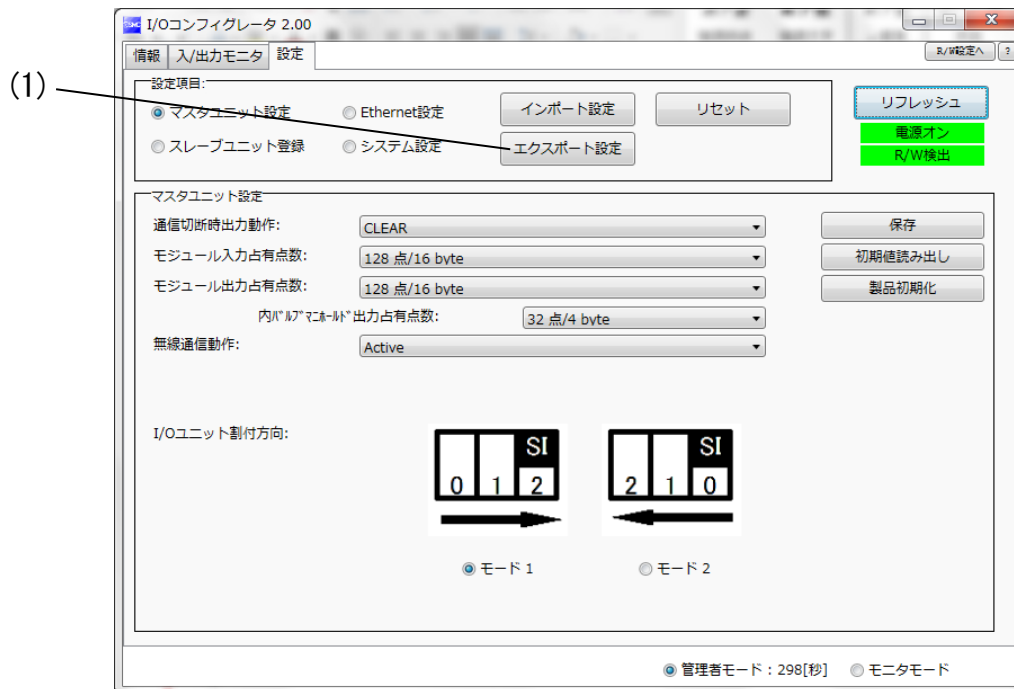 I/Oコンフィグレータ 2.00
情報 入/出力モニタ 設定 R/W設定へ ?
(1)
設定項目:
マスタユニット設定 Ethernet設定 インポート設定 リセット リフレッシュ
スレーブユニット登録 システム設定 エクスポート設定 電源オン
R/W検出
マスタユニット設定
通信切断時出力動作: CLEAR 保存
モジュール入力占有点数: 128 点/16 byte 初期値読み出し
モジュール出力占有点数: 128 点/16 byte 製品初期化
内ﾊﾞﾙﾌﾞﾏﾆﾎｰﾙﾄﾞ出力占有点数: 32 点/4 byte
無線通信動作: Active
I/Oユニット割付方向:
SI SI
0 1 2 2 1 0
モード 1 モード 2
管理者モード：298[秒] モニタモード